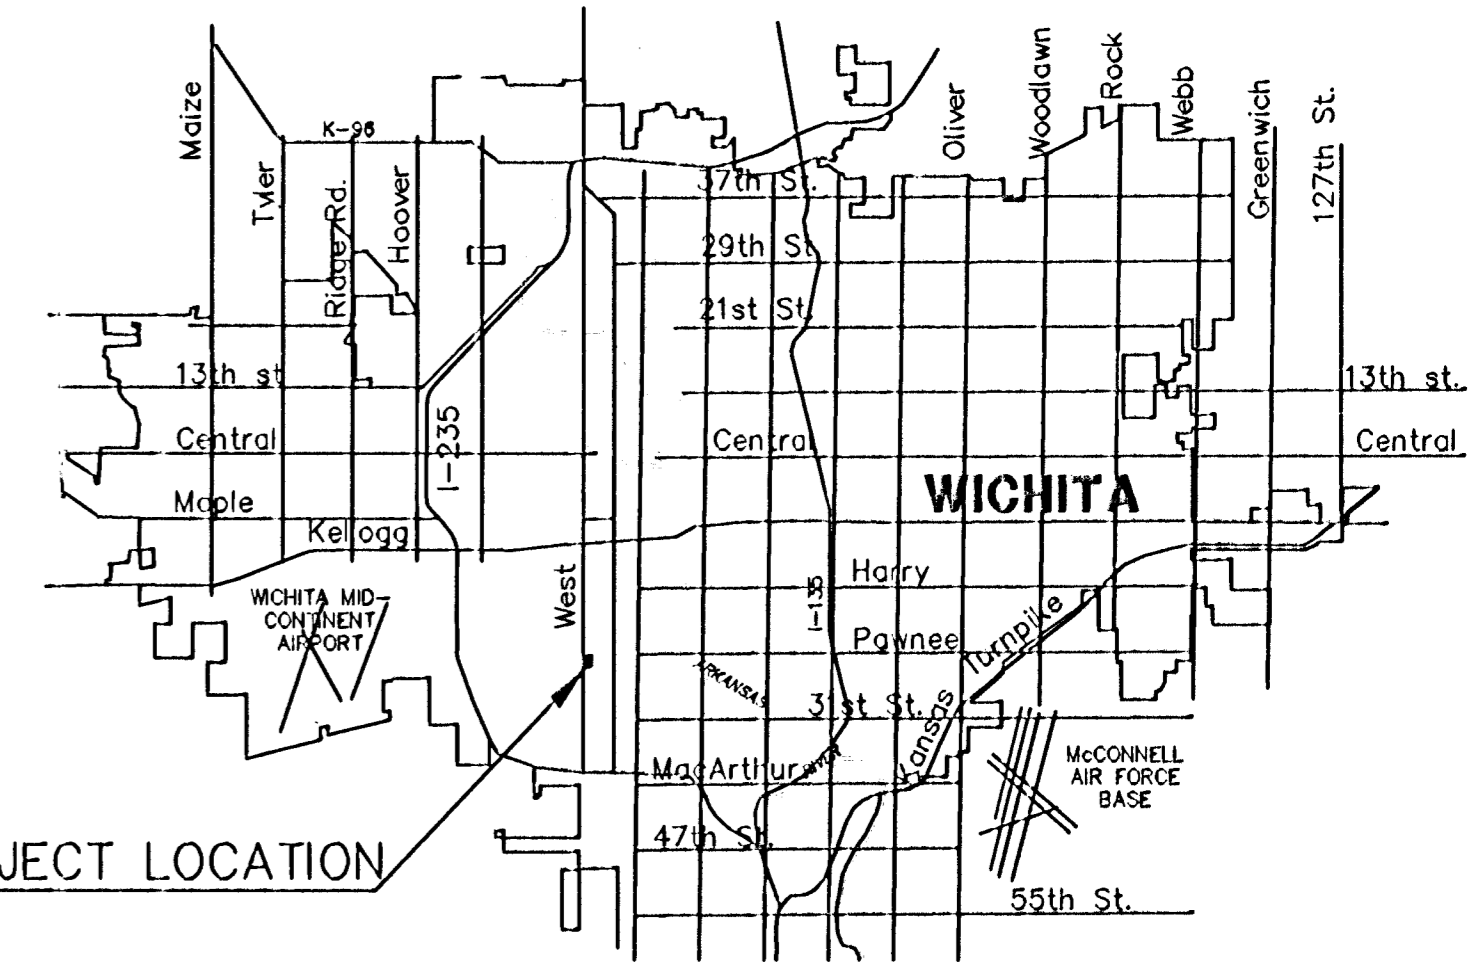 Maize
Tyler
K-96
Ridge Rd.
Hoover
Oliver
Woodlawn
Rock
Webb
Greenwich
127th St.
37th St.
29th St.
21st St.
13th st
13th st.
I-235
Central
Central
Central
WICHITA
Maple
Kellogg
West
I-135
Harry
WICHITA MID-
CONTINENT
AIRPORT
Pawnee
Kansas Turnpike
ARKANSAS
RIVER
31st St.
MacArthur
McCONNELL
AIR FORCE
BASE
47th St.
JECT LOCATION
55th St.